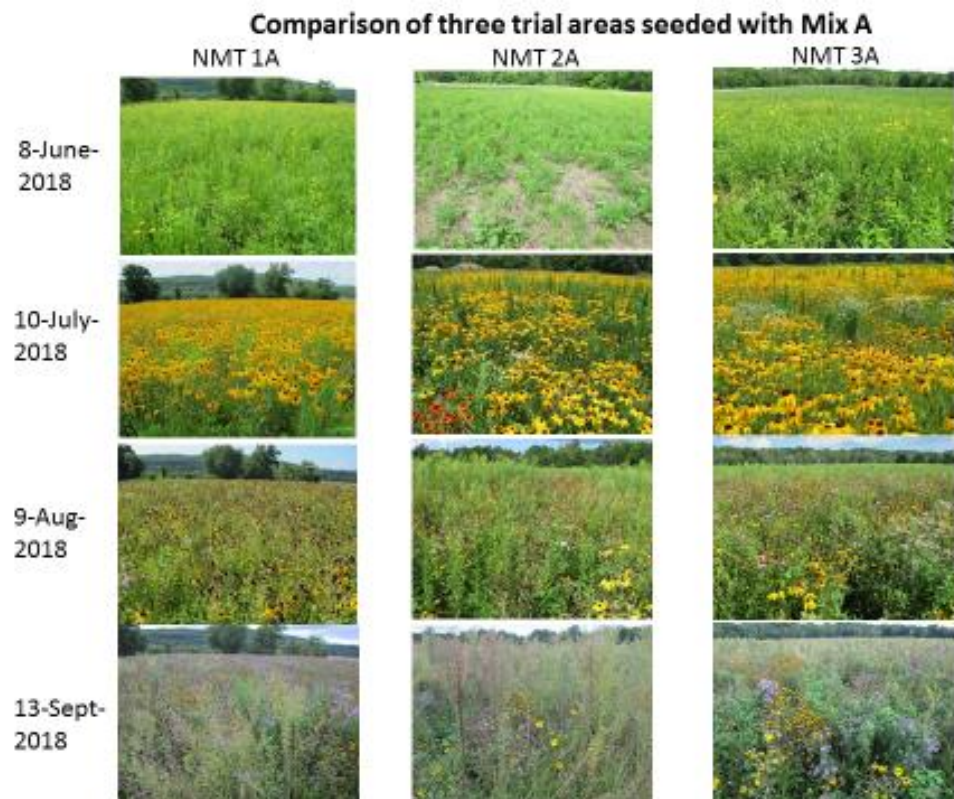 Comparison of three trial areas seeded with Mix A
NMT 1A
NMT 2A
NMT 3A
8-June-
2018
10-July-
2018
9-Aug-
2018
13-Sept-
2018